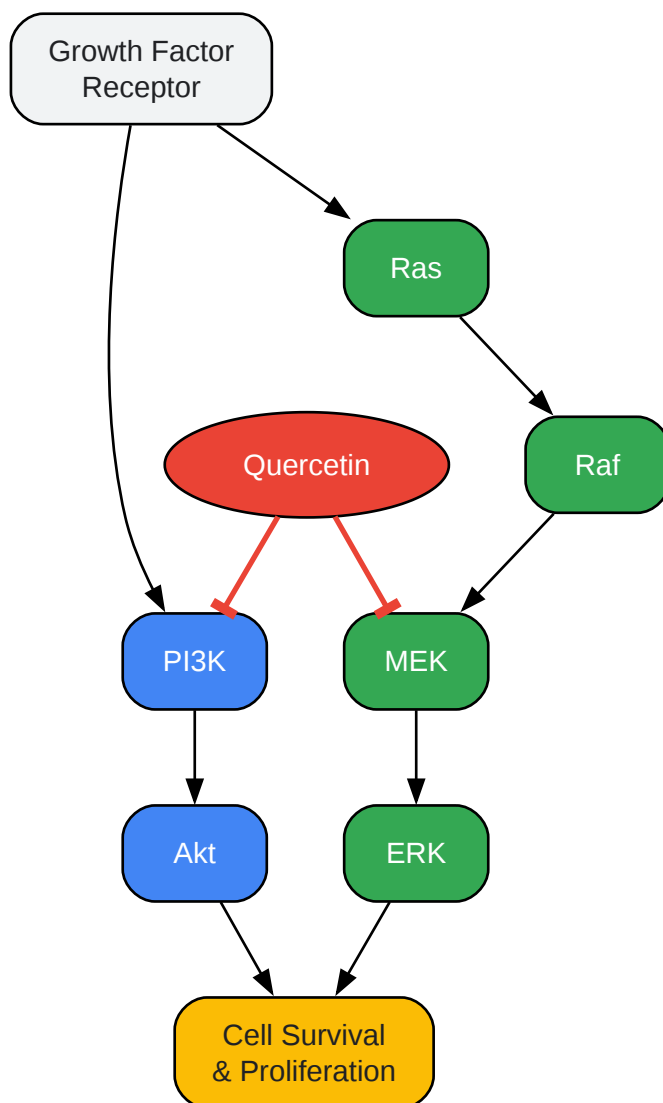 Growth Factor
Receptor
Ras
Quercetin
Raf
PI3K
MEK
Akt
ERK
Cell Survival
& Proliferation